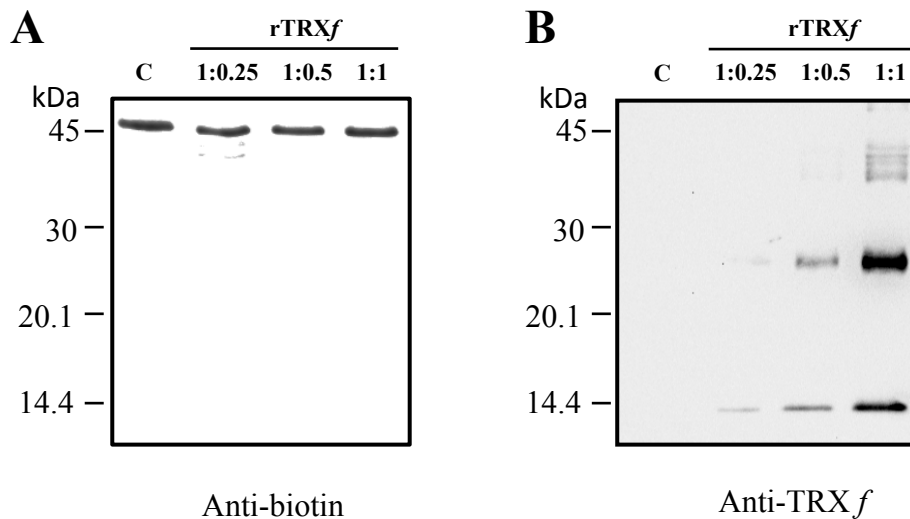 A
rTRXf
C 1:0.25 1:0.5 1:1
kDa
45
30
20.1
14.4
Anti-biotin
B
rTRXf
C 1:0.25 1:0.5 1:1
kDa
45
30
20.1
14.4
Anti-TRX f